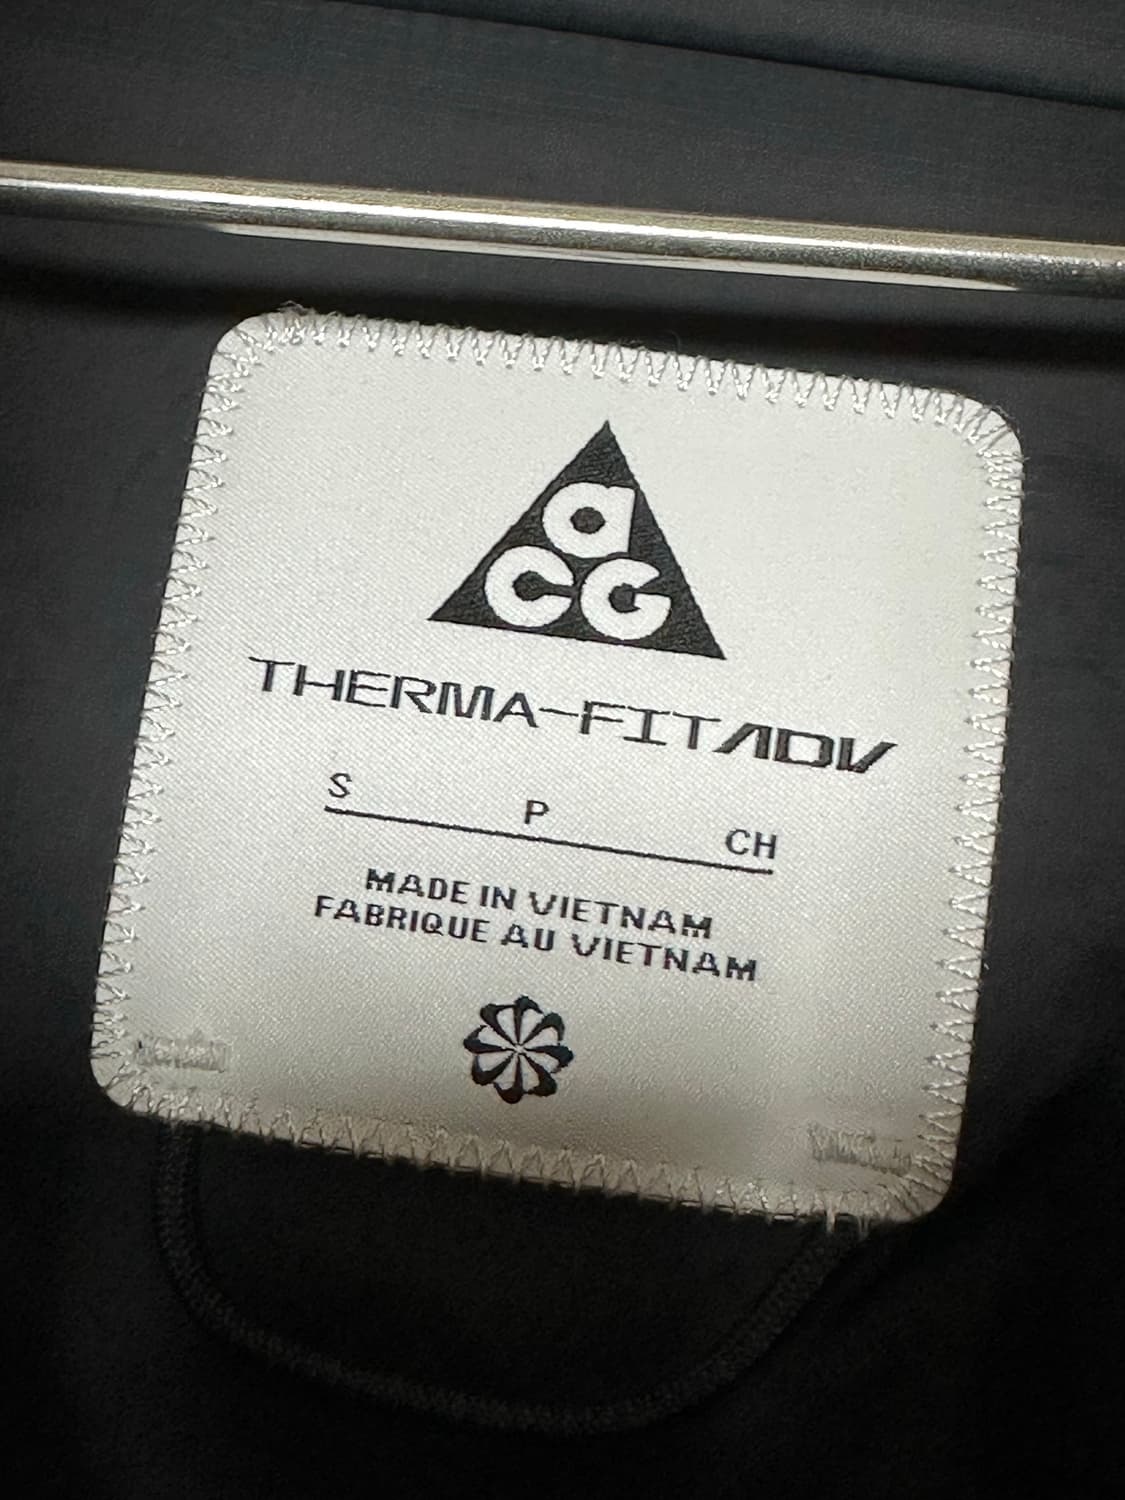 aCG
THERMA-FIT ADV
S P CH
MADE IN VIETNAM
FABRIQUE AU VIETNAM